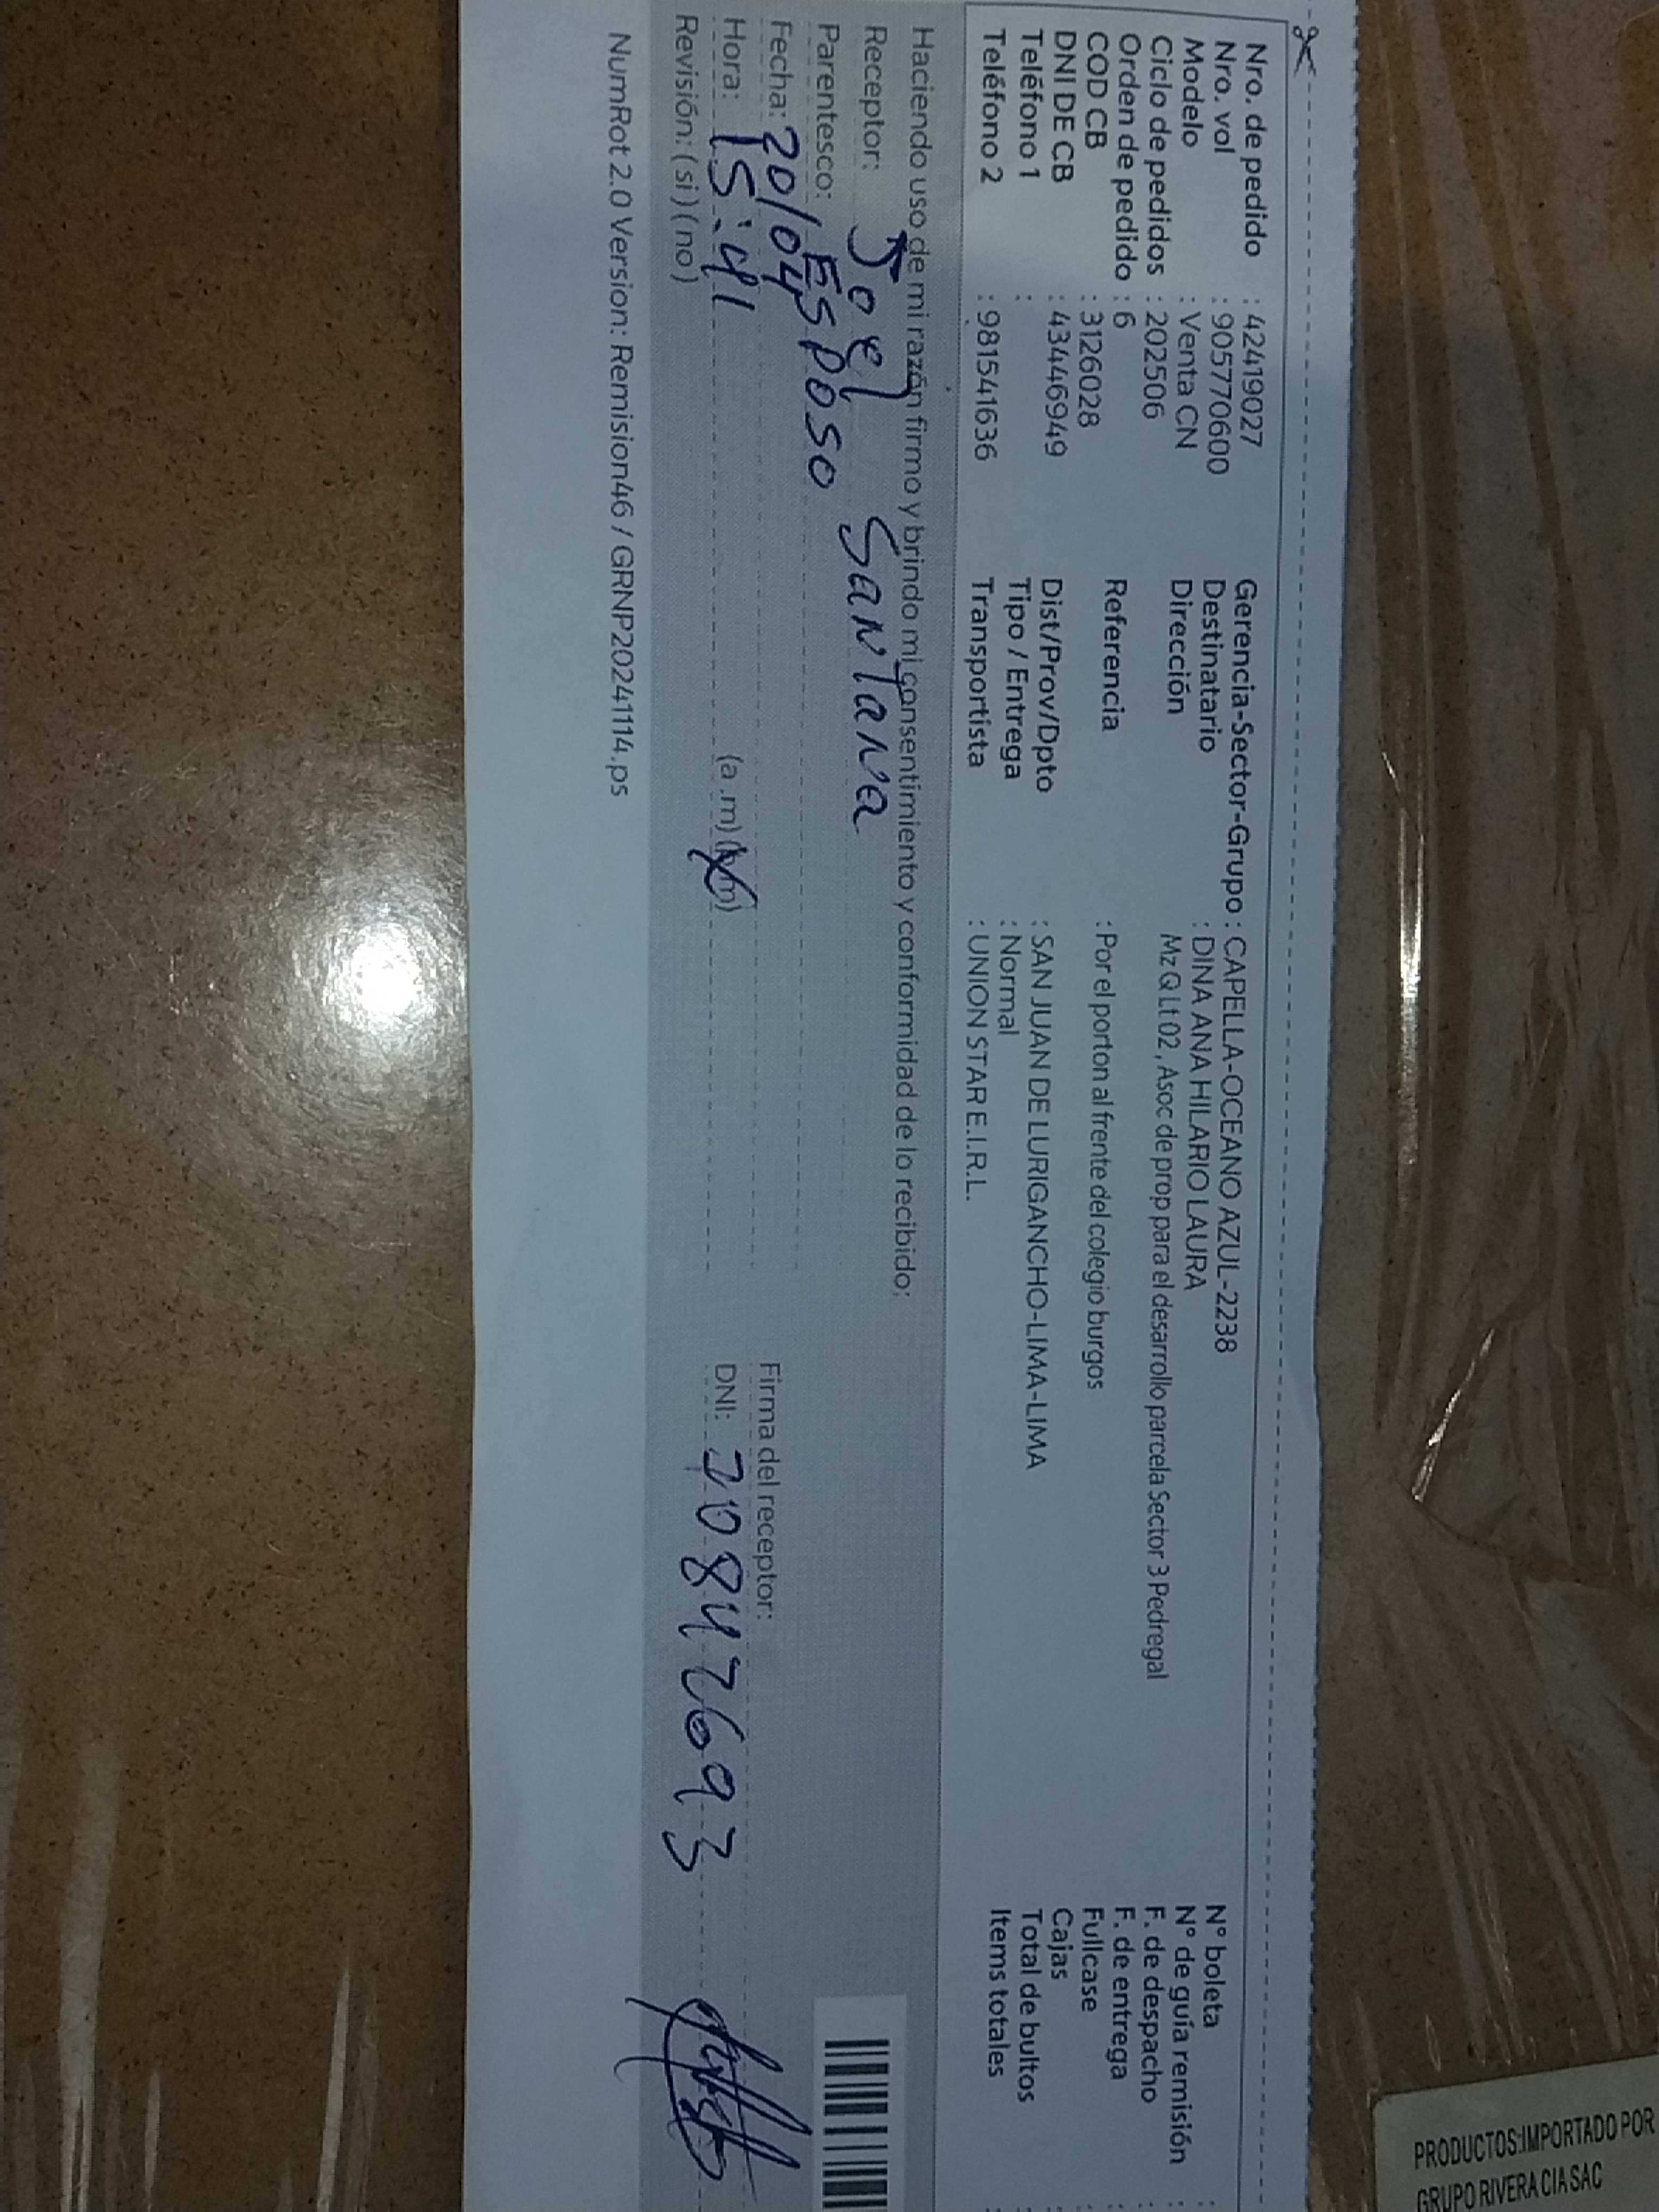 Nro. de pedido : 42419027
Nro. vol : 9057770600
Modelo : Venta CN
Ciclo de pedidos : 202506
Orden de pedido : 6
COD CB : 3126028
DNI DE CB : 43446949
Teléfono 1 :
Teléfono 2 : 981541636
Gerencia-Sector-Grupo : CAPELLA-OCEANO AZUL-2238
Destinatario : DINA ANA HILARIO LAURA
Dirección Mz Q Lt 02 , Asoc de prop para el desarrollo parcela Sector 3 Pedregal
Referencia : Por el porton al frente del colegio burgos
Dist/Prov/Dpto : SAN JUAN DE LURIGANCHO-LIMA-LIMA
Tipo / Entrega : Normal
Transportista : UNION STAR E.I.R.L.
N° boleta :
N° de guía remisión :
F. de despacho :
F. de entrega :
Fullcase :
Cajas :
Total de bultos :
Items totales :
Haciendo uso de mi razón firmo y brindo mi consentimiento y conformidad de lo recibido:
Receptor: Joel Santana
Parentesco: Esposo
Fecha: 20/04
Hora: 15:41 (a .m)
Revisión: ( si ) ( no )
Firma del receptor:
DNI: 70847693
NumRot 2.0 Version: Remision46 / GRNP20241114.ps
PRODUCTOS:IMPORTADO POR
GRUPO RIVERA CIA SAC